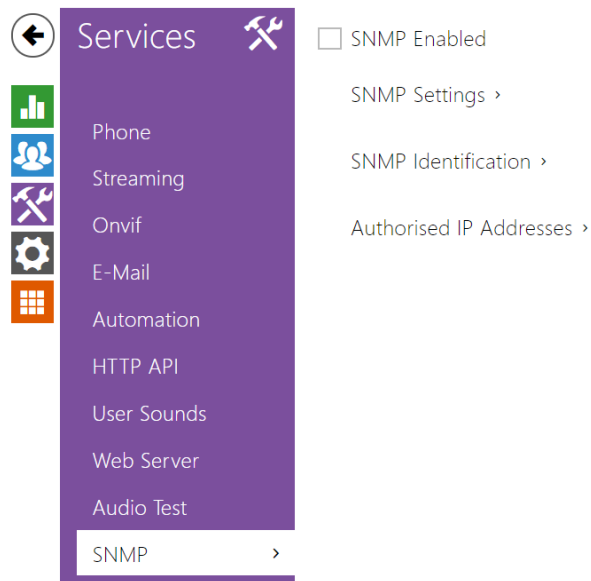 Services
Phone
Streaming
Onvif
E-Mail
Automation
HTTP API
User Sounds
Web Server
Audio Test
SNMP
SNMP Enabled
SNMP Settings
SNMP Identification
Authorised IP Addresses